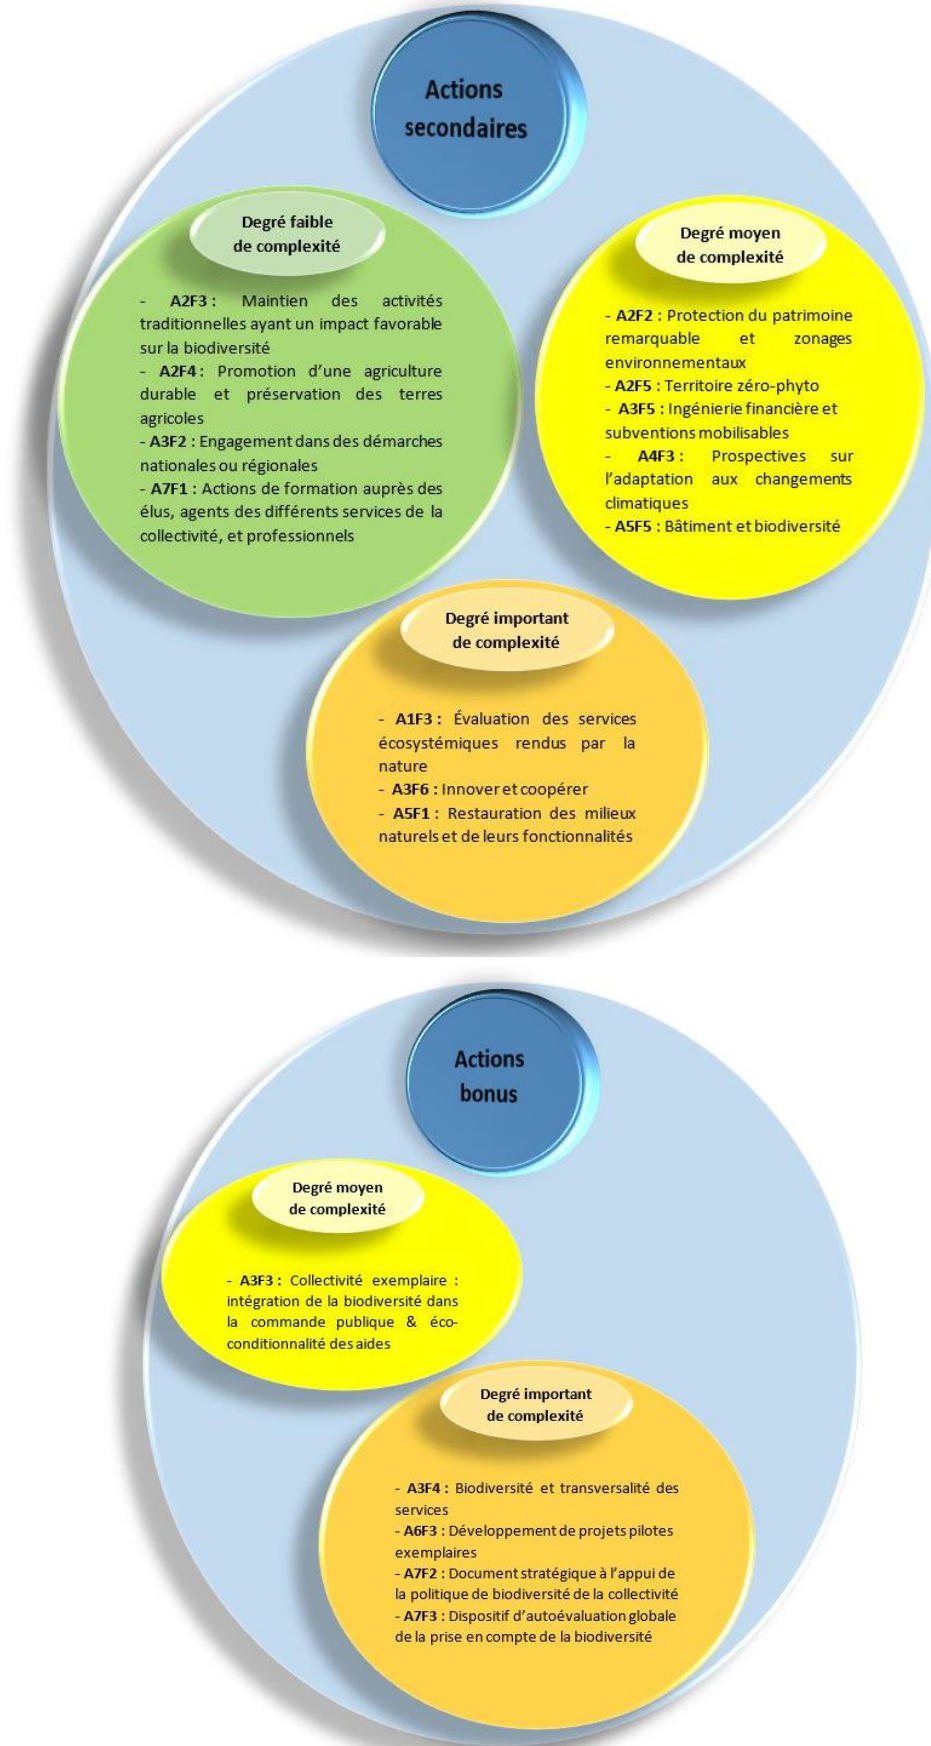 Actions
secondaires
Degré faible
de complexité
- A2F3 : Maintien des activités
traditionnelles ayant un impact favorable
sur la biodiversité
- A2F4 : Promotion d’une agriculture
durable et préservation des terres
agricoles
- A3F2 : Engagement dans des démarches
nationales ou régionales
- A7F1 : Actions de formation auprès des
élus, agents des différents services de la
collectivité, et professionnels
Degré moyen
de complexité
- A2F2 : Protection du patrimoine
remarquable et zonages
environnementaux
- A2F5 : Territoire zéro-phyto
- A3F5 : Ingénierie financière et
subventions mobilisables
- A4F3 : Prospectives sur
l’adaptation aux changements
climatiques
- A5F5 : Bâtiment et biodiversité
Degré important
de complexité
- A1F3 : Évaluation des services
écosystémiques rendus par la
nature
- A3F6 : Innover et coopérer
- A5F1 : Restauration des milieux
naturels et de leurs fonctionnalités
Actions
bonus
Degré moyen
de complexité
- A3F3 : Collectivité exemplaire :
intégration de la biodiversité dans
la commande publique & éco-
conditionnalité des aides
Degré important
de complexité
- A3F4 : Biodiversité et transversalité des
services
- A6F3 : Développement de projets pilotes
exemplaires
- A7F2 : Document stratégique à l’appui de
la politique de biodiversité de la collectivité
- A7F3 : Dispositif d’autoévaluation globale
de la prise en compte de la biodiversité